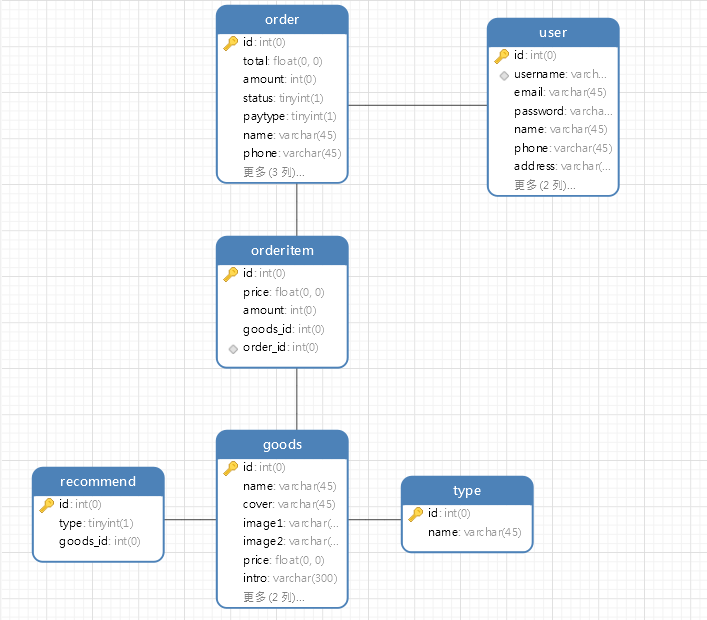 order
id: int(0)
total: float(0, 0)
amount: int(0)
status: tinyint(1)
paytype: tinyint(1)
name: varchar(45)
phone: varchar(45)
更多 (3 列)...
user
id: int(0)
username: varch...
email: varchar(45)
password: varcha...
name: varchar(45)
phone: varchar(45)
address: varchar(...
更多 (2 列)...
orderitem
id: int(0)
price: float(0, 0)
amount: int(0)
goods_id: int(0)
order_id: int(0)
goods
id: int(0)
name: varchar(45)
cover: varchar(45)
image1: varchar(...
image2: varchar(...
price: float(0, 0)
intro: varchar(300)
更多 (2 列)...
recommend
id: int(0)
type: tinyint(1)
goods_id: int(0)
type
id: int(0)
name: varchar(45)